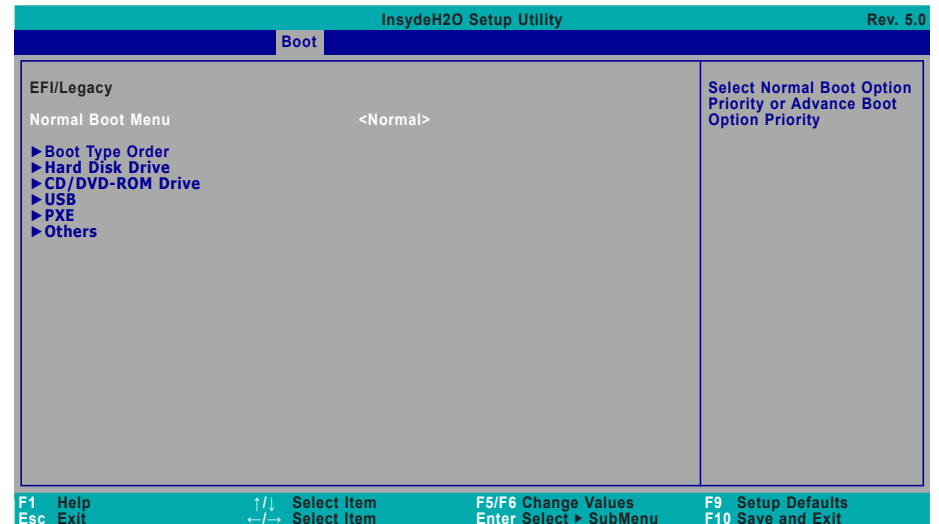 InsydeH2O Setup Utility Rev. 5.0
Boot
EFI/Legacy
Normal Boot Menu <Normal>
►Boot Type Order
►Hard Disk Drive
►CD/DVD-ROM Drive
►USB
►PXE
►Others
Select Normal Boot Option
Priority or Advance Boot
Option Priority
F1 Help ↑/↓ Select Item F5/F6 Change Values F9 Setup Defaults
Esc Exit ←/→ Select Item Enter Select ► SubMenu F10 Save and Exit